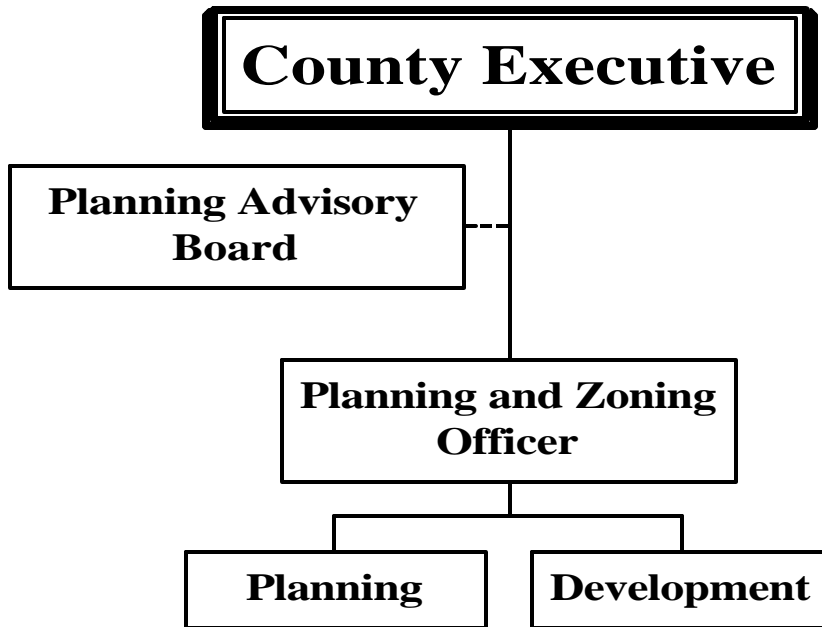 County Executive
Planning Advisory
Board
Planning and Zoning
Officer
Planning
Development